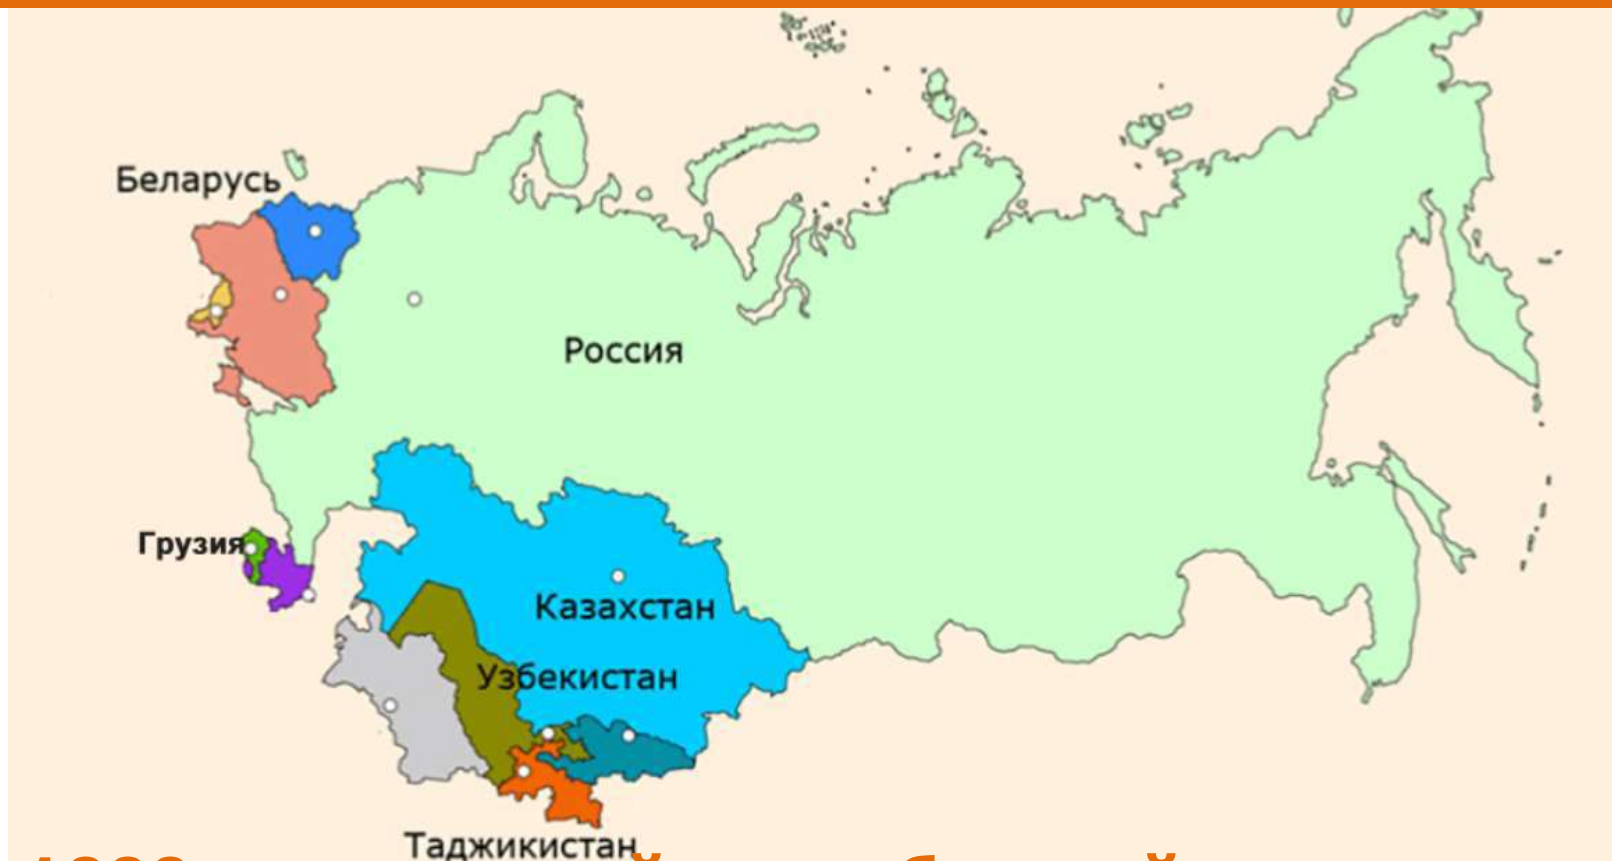 Беларусь
Россия
Грузия
Казахстан
Узбекистан
Таджикистан